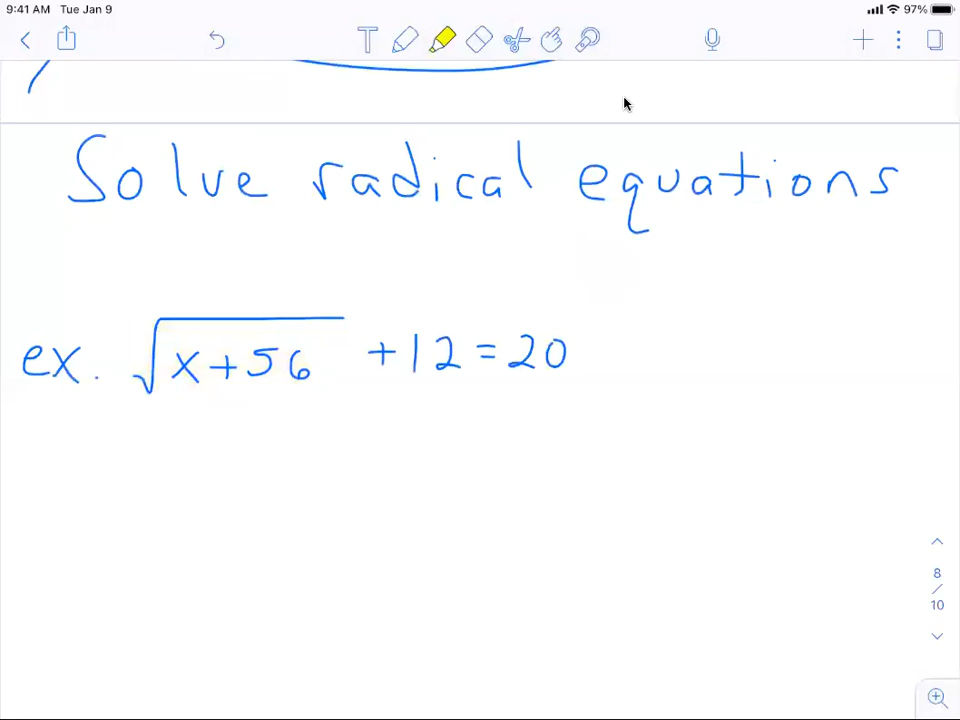 9:41 AM Tue Jan 9
97%
T
Solve radical equations
ex. √x+56 +12=20
8
/
10